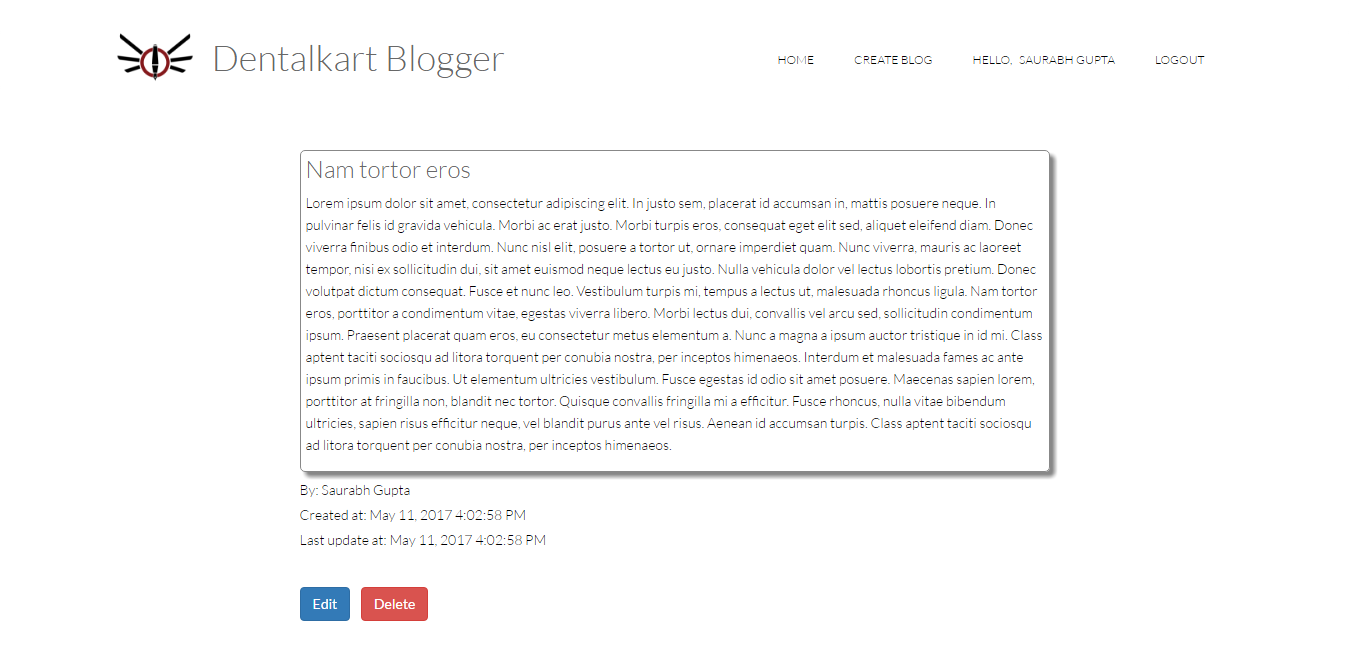 Dentalkart Blogger
HOME CREATE BLOG HELLO, SAURABH GUPTA LOGOUT
Nam tortor eros
Lorem ipsum dolor sit amet, consectetur adipiscing elit. In justo sem, placerat id accumsan in, mattis posuere neque. In
pulvinar felis id gravida vehicula. Morbi ac erat justo. Morbi turpis eros, consequat eget elit sed, aliquet eleifend diam. Donec
viverra finibus odio et interdum. Nunc nisl elit, posuere a tortor ut, ornare imperdiet quam. Nunc viverra, mauris ac laoreet
tempor, nisi ex sollicitudin dui, sit amet euismod neque lectus eu justo. Nulla vehicula dolor vel lectus lobortis pretium. Donec
volutpat dictum consequat. Fusce et nunc leo. Vestibulum turpis mi, tempus a lectus ut, malesuada rhoncus ligula. Nam tortor
eros, porttitor a condimentum vitae, egestas viverra libero. Morbi lectus dui, convallis vel arcu sed, sollicitudin condimentum
ipsum. Praesent placerat quam eros, eu consectetur metus elementum a. Nunc a magna a ipsum auctor tristique in id mi. Class
aptent taciti sociosqu ad litora torquent per conubia nostra, per inceptos himenaeos. Interdum et malesuada fames ac ante
ipsum primis in faucibus. Ut elementum ultricies vestibulum. Fusce egestas id odio sit amet posuere. Maecenas sapien lorem,
porttitor at fringilla non, blandit nec tortor. Quisque convallis fringilla mi a efficitur. Fusce rhoncus, nulla vitae bibendum
ultricies, sapien risus efficitur neque, vel blandit purus ante vel risus. Aenean id accumsan turpis. Class aptent taciti sociosqu
ad litora torquent per conubia nostra, per inceptos himenaeos.
By: Saurabh Gupta
Created at: May 11, 2017 4:02:58 PM
Last update at: May 11, 2017 4:02:58 PM
Edit Delete